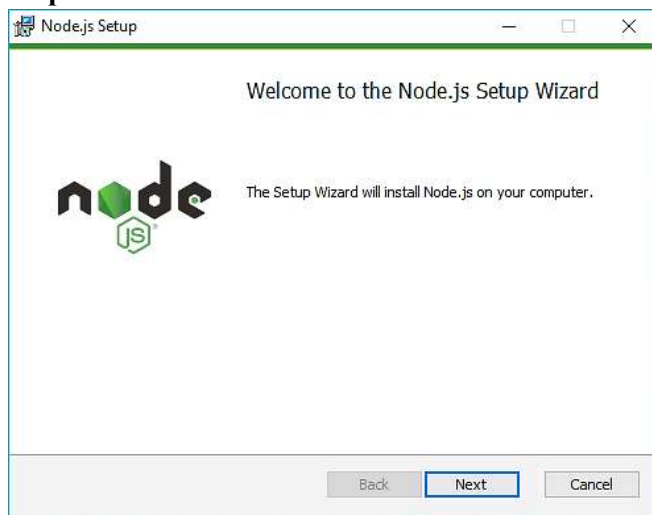 Node.js Setup
Welcome to the Node.js Setup Wizard
The Setup Wizard will install Node.js on your computer.
node
JS
Back
Next
Cancel